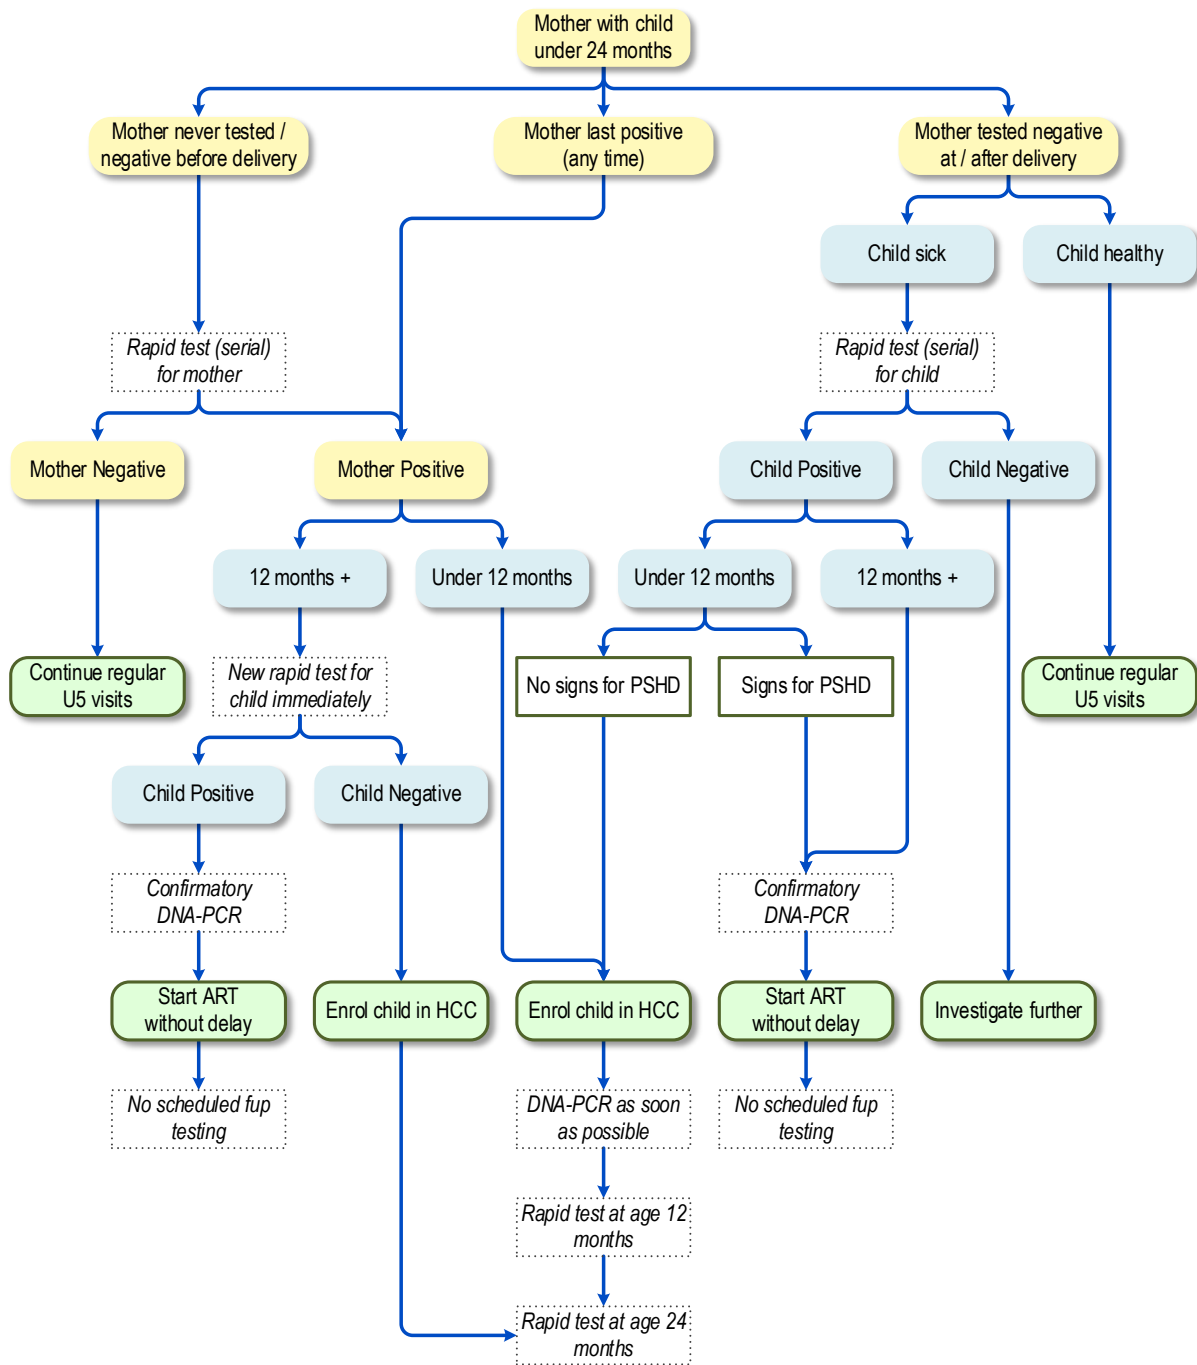 Mother with child
under 24 months
Mother never tested /
negative before delivery
Mother last positive
(any time)
Mother tested negative
at / after delivery
Child sick
Child healthy
Rapid test (serial)
for mother
Rapid test (serial)
for child
Mother Negative
Mother Positive
Child Positive
Child Negative
12 months +
Under 12 months
Under 12 months
12 months +
Continue regular
U5 visits
New rapid test for
child immediately
No signs for PSHD
Signs for PSHD
Continue regular
U5 visits
Child Positive
Child Negative
Confirmatory
DNA-PCR
Confirmatory
DNA-PCR
Start ART
without delay
Enrol child in HCC
Enrol child in HCC
Start ART
without delay
Investigate further
No scheduled fup
testing
DNA-PCR as soon
as possible
No scheduled fup
testing
Rapid test at age 12
months
Rapid test at age 24
months